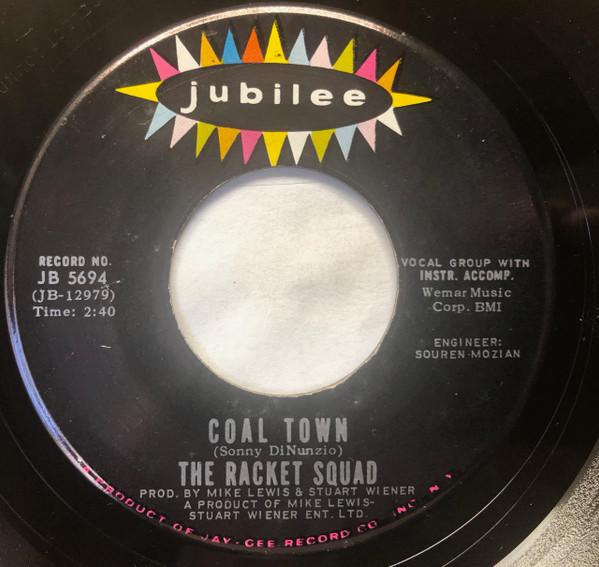 jubilee
RECORD NO.
JB 5694
(JB-12979)
Time: 2:40
VOCAL GROUP WITH
INSTR. ACCOMP.
Wemar Music
Corp. BMI
ENGINEER:
SOUREN-MOZIAN
COAL TOWN
(Sonny DiNunzio)
THE RACKET SQUAD
PROD. BY MIKE LEWIS & STUART WIENER
A PRODUCT OF MIKE LEWIS-
STUART WIENER ENT. LTD.
A PRODUCT OF JAY-GEE RECORD CO. INC. N.Y.